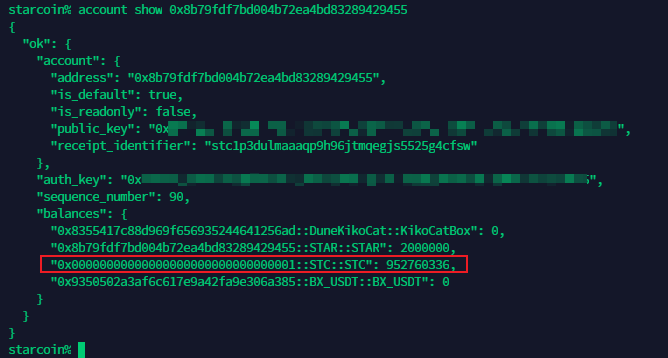 starcoin% account show 0x8b79fdf7bd004b72ea4bd83289429455
{
  "ok": {
    "account": {
      "address": "0x8b79fdf7bd004b72ea4bd83289429455",
      "is_default": true,
      "is_readonly": false,
      "public_key": "0x",
      "receipt_identifier": "stc1p3dulmaaaqp9h96jtmqegjs5525g4cfsw"
    },
    "auth_key": "0x",
    "sequence_number": 90,
    "balances": {
      "0x8355417c88d969f656935244641256ad::DuneKikoCat::KikoCatBox": 0,
      "0x8b79fdf7bd004b72ea4bd83289429455::STAR::STAR": 2000000,
      "0x00000000000000000000000000000001::STC::STC": 952760336,
      "0x9350502a3af6c617e9a42fa9e306a385::BX_USDT::BX_USDT": 0
    }
  }
}
starcoin%